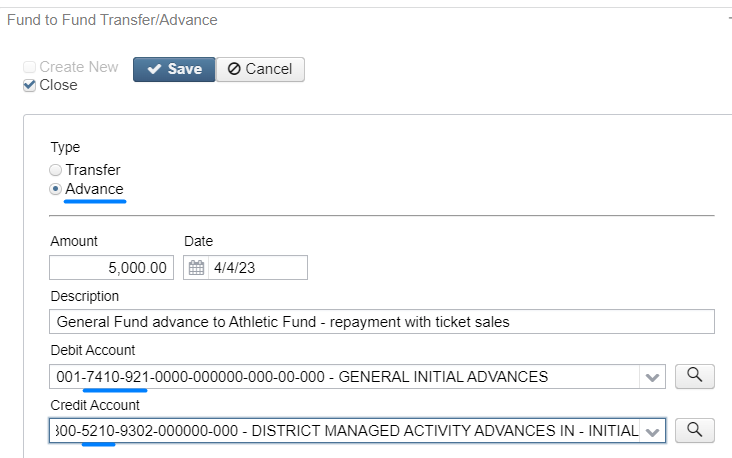 Fund to Fund Transfer/Advance
Create New
Save
Cancel
Close
Type
Transfer
Advance
Amount Date
5,000.00 4/4/23
Description
General Fund advance to Athletic Fund - repayment with ticket sales
Debit Account
001-7410-921-0000-000000-000-00-000 - GENERAL INITIAL ADVANCES
Credit Account
00-5210-9302-000000-000 - DISTRICT MANAGED ACTIVITY ADVANCES IN - INITIAL